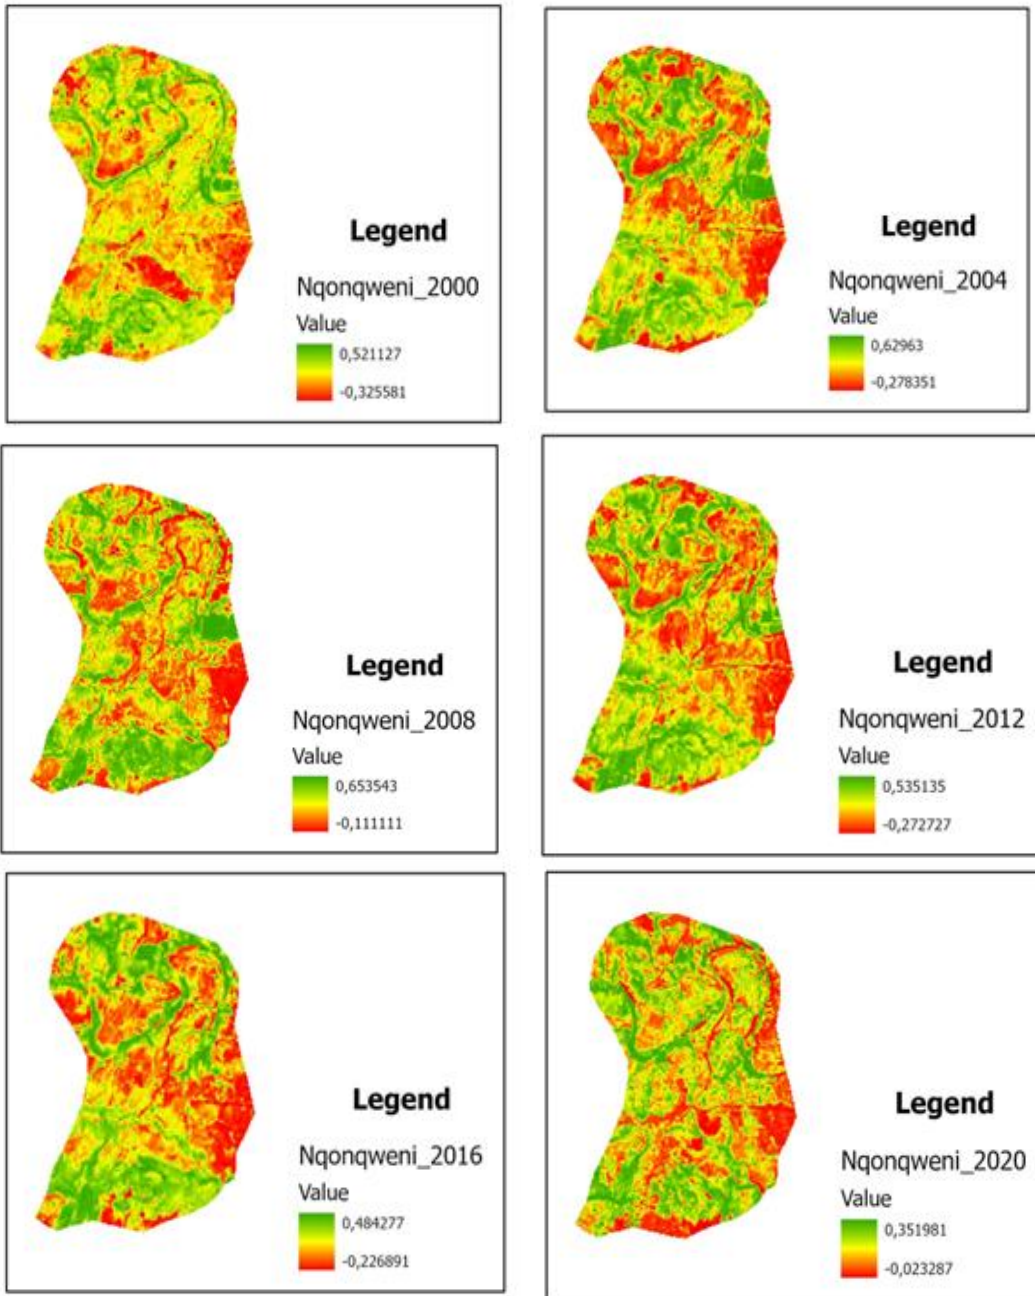 Legend
Nqonqweni_2000
Value
0,521127
-0,325581
Legend
Nqonqweni_2004
Value
0,62963
-0,278351
Legend
Nqonqweni_2008
Value
0,653543
-0,111111
Legend
Nqonqweni_2012
Value
0,535135
-0,272727
Legend
Nqonqweni_2016
Value
0,484277
-0,226891
Legend
Nqonqweni_2020
Value
0,351981
-0,023287